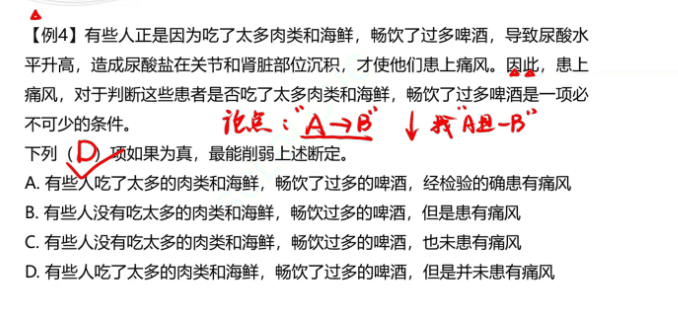 【例4】有些人正是因为吃了太多肉类和海鲜，畅饮了过多啤酒，导致尿酸水
平升高，造成尿酸盐在关节和肾脏部位沉积，才使他们患上痛风。因此，患上
痛风，对于判断这些患者是否吃了太多肉类和海鲜，畅饮了过多啤酒是一项必
不可少的条件。 论点："A→B" ↓ 找"A且-B"
下列（D）项如果为真，最能削弱上述断定。
A. 有些人吃了太多的肉类和海鲜，畅饮了过多的啤酒，经检验的确患有痛风
B. 有些人没有吃太多的肉类和海鲜，畅饮过多的啤酒，但是患有痛风
C. 有些人没有吃太多的肉类和海鲜，畅饮过多的啤酒，也未患有痛风
D. 有些人吃了太多的肉类和海鲜，畅饮了过多的啤酒，但是并未患有痛风